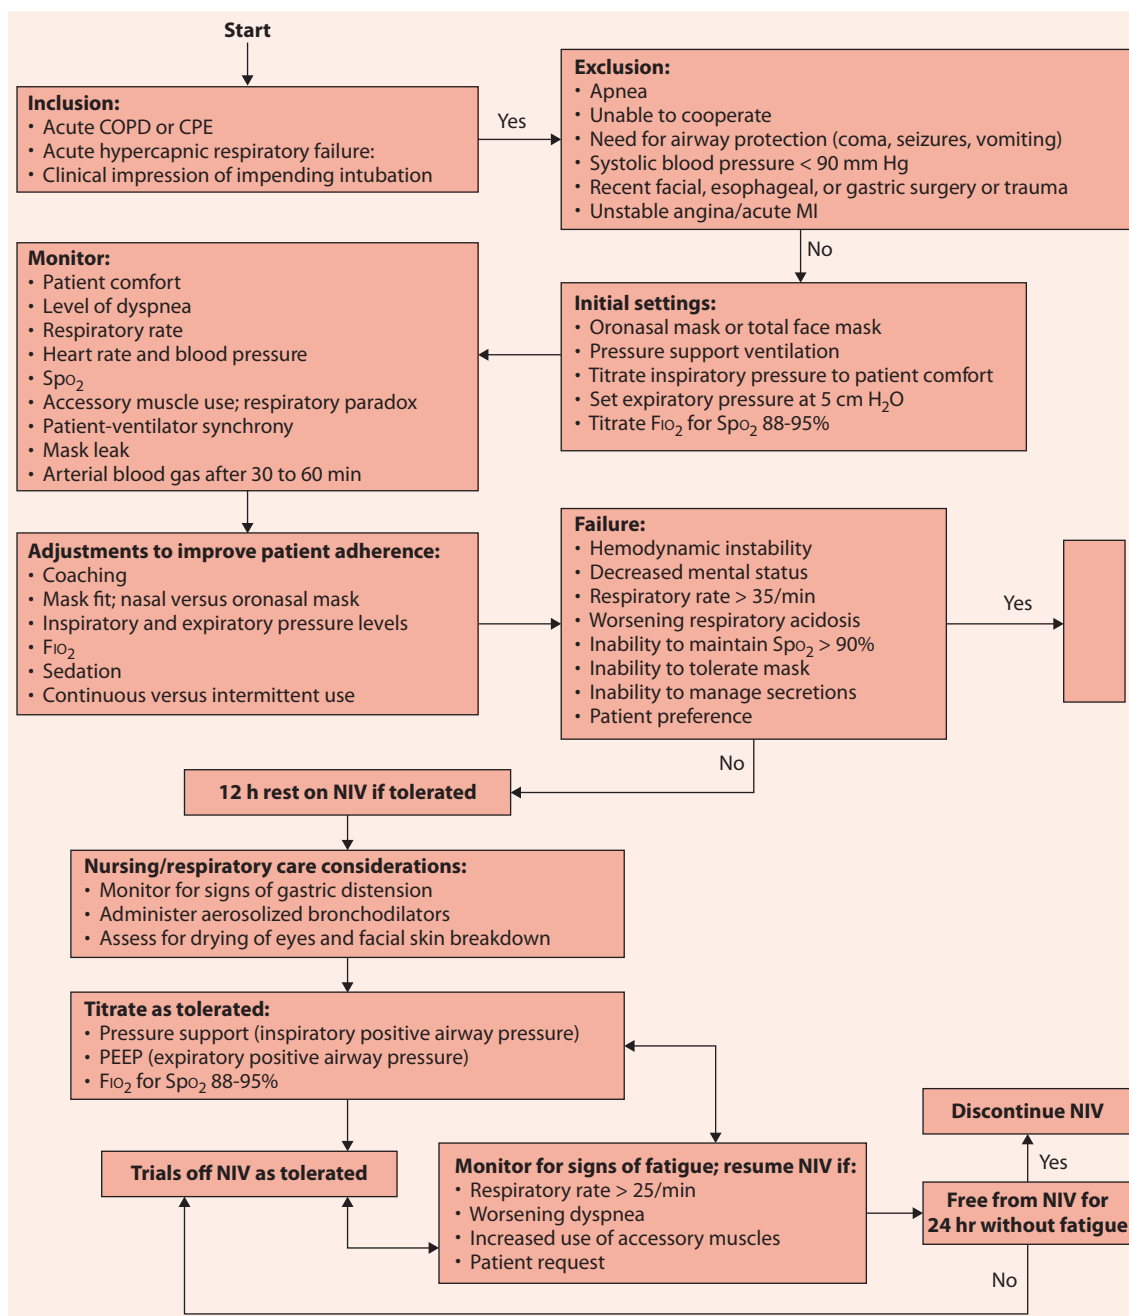 Start
Inclusion:
• Acute COPD or CPE
• Acute hypercapnic respiratory failure:
• Clinical impression of impending intubation
Yes
Exclusion:
• Apnea
• Unable to cooperate
• Need for airway protection (coma, seizures, vomiting)
• Systolic blood pressure < 90 mm Hg
• Recent facial, esophageal, or gastric surgery or trauma
• Unstable angina/acute MI
No
Initial settings:
• Oronasal mask or total face mask
• Pressure support ventilation
• Titrate inspiratory pressure to patient comfort
• Set expiratory pressure at 5 cm H₂O
• Titrate FIO₂ for SpO₂ 88-95%
Monitor:
• Patient comfort
• Level of dyspnea
• Respiratory rate
• Heart rate and blood pressure
• SpO₂
• Accessory muscle use; respiratory paradox
• Patient-ventilator synchrony
• Mask leak
• Arterial blood gas after 30 to 60 min
Adjustments to improve patient adherence:
• Coaching
• Mask fit; nasal versus oronasal mask
• Inspiratory and expiratory pressure levels
• FIO₂
• Sedation
• Continuous versus intermittent use
Failure:
• Hemodynamic instability
• Decreased mental status
• Respiratory rate > 35/min
• Worsening respiratory acidosis
• Inability to maintain SpO₂ > 90%
• Inability to tolerate mask
• Inability to manage secretions
• Patient preference
Yes
No
12 h rest on NIV if tolerated
Nursing/respiratory care considerations:
• Monitor for signs of gastric distension
• Administer aerosolized bronchodilators
• Assess for drying of eyes and facial skin breakdown
Titrate as tolerated:
• Pressure support (inspiratory positive airway pressure)
• PEEP (expiratory positive airway pressure)
• FIO₂ for SpO₂ 88-95%
Trials off NIV as tolerated
Monitor for signs of fatigue; resume NIV if:
• Respiratory rate > 25/min
• Worsening dyspnea
• Increased use of accessory muscles
• Patient request
Discontinue NIV
Yes
Free from NIV for
24 hr without fatigue
No